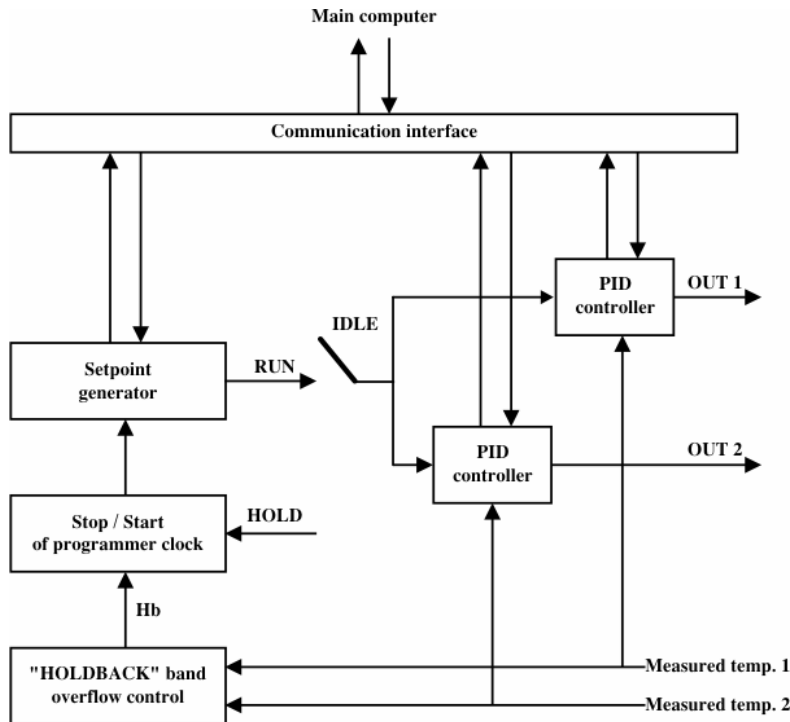 Main computer
Communication interface
PID
controller
OUT 1
IDLE
Setpoint
generator
RUN
PID
controller
OUT 2
Stop / Start
of programmer clock
HOLD
Hb
"HOLDBACK" band
overflow control
Measured temp. 1
Measured temp. 2